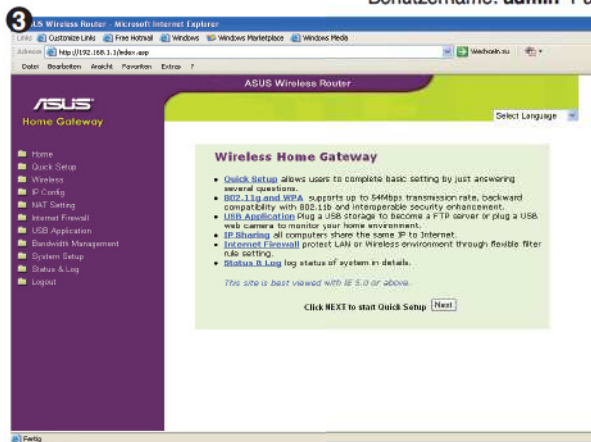 Benutzername: admin
3
ASUS Wireless Router - Microsoft Internet Explorer
Links Customize Links Free Hotmail Windows Windows Marketplace Windows Media
Adresse http://192.168.1.1/index.asp Wechseln zu
Datei Bearbeiten Ansicht Favoriten Extras ?
ASUS Wireless Router
ASUS
Home Gateway
Select Language
Home
Quick Setup
Wireless
IP Config
NAT Setting
Internet Firewall
USB Application
Bandwidth Management
System Setup
Status & Log
Logout
Wireless Home Gateway
Quick Setup allows users to complete basic setting by just answering
several questions.
802.11g and WPA supports up to 54Mbps transmission rate, backward
compatibility with 802.11b and interoperable security enhancement.
USB Application Plug a USB storage to become a FTP server or plug a USB
web camera to monitor your home environment.
IP Sharing all computers share the same IP to Internet.
Internet Firewall protect LAN or Wireless environment through flexible filter
rule setting.
Status & Log log status of system in details.
This site is best viewed with IE 5.0 or above.
Click NEXT to start Quick Setup Next
Fertig